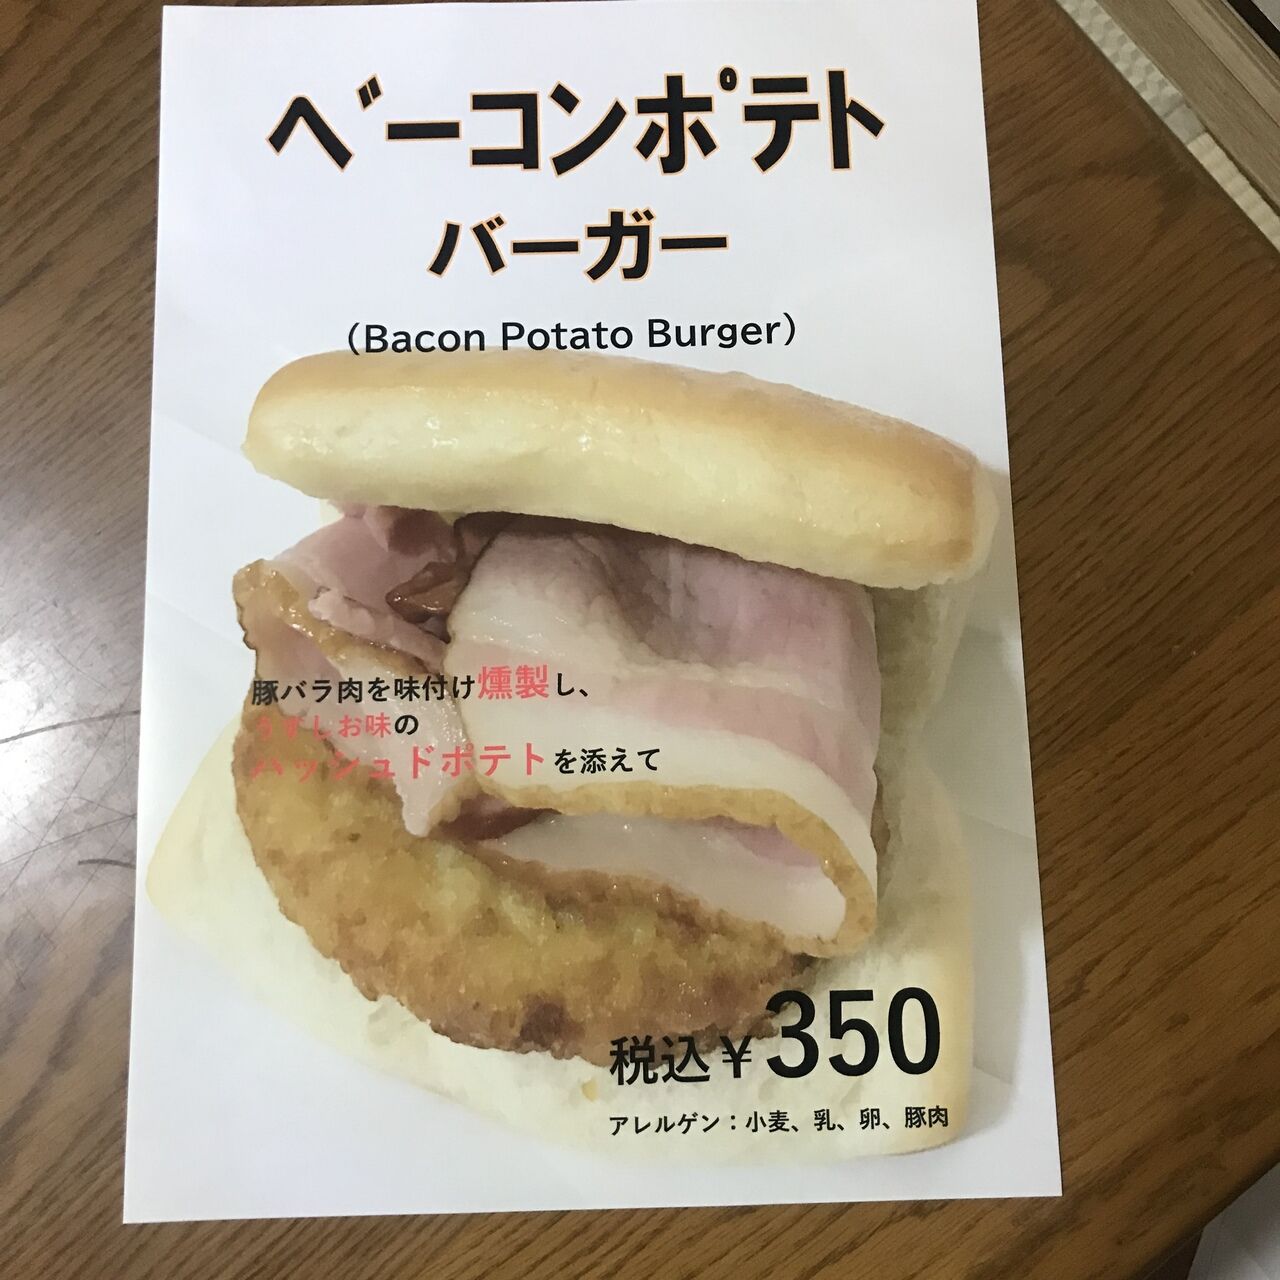 ベーコンポテト
バーガー
（Bacon Potato Burger）
豚バラ肉を味付け燻製し、
うすしお味の
ハッシュドポテトを添えて
税込￥350
アレルゲン：小麦、乳、卵、豚肉